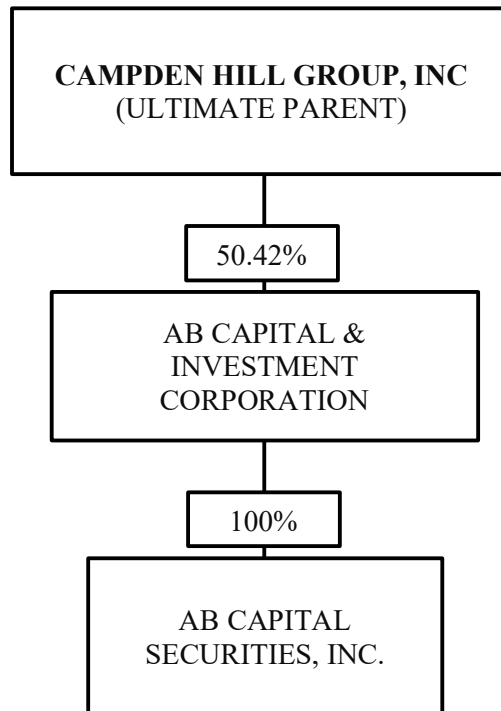 CAMPDEN HILL GROUP, INC
(ULTIMATE PARENT)
50.42%
AB CAPITAL &
INVESTMENT
CORPORATION
100%
AB CAPITAL
SECURITIES, INC.